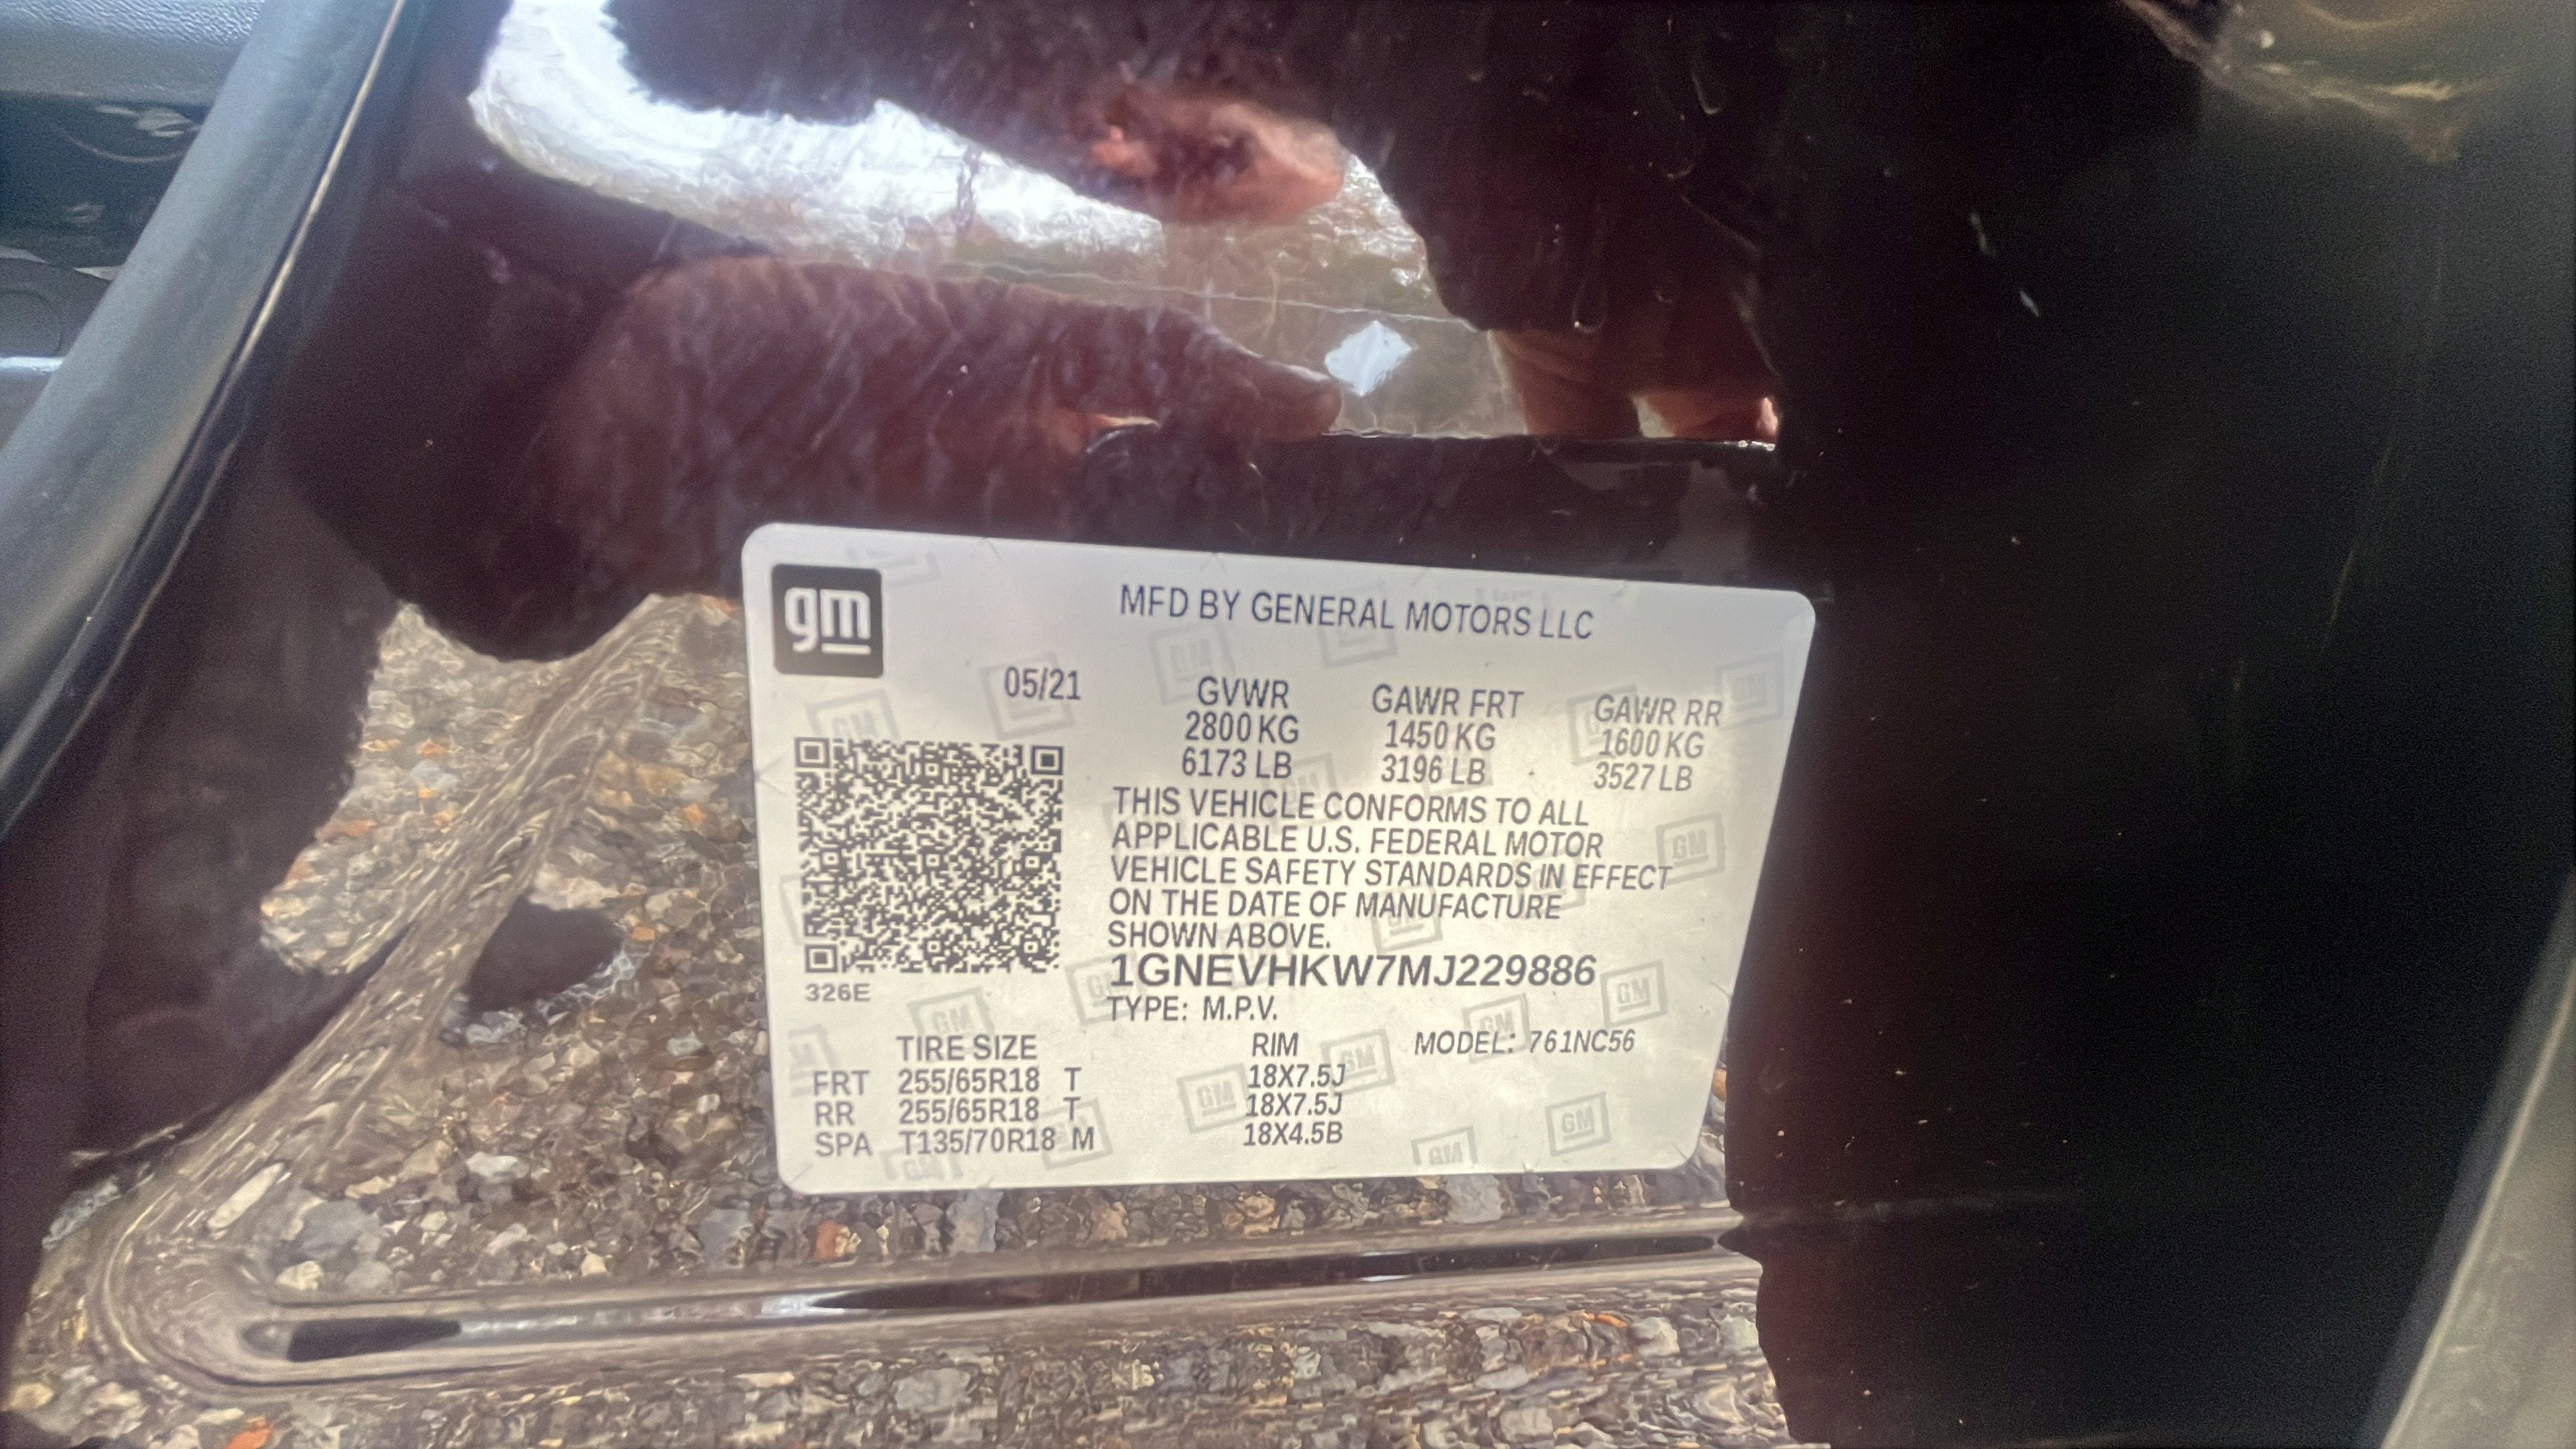 gm
MFD BY GENERAL MOTORS LLC
05/21 GVWR GAWR FRT GAWR RR
2800 KG 1450 KG 1600 KG
6173 LB 3196 LB 3527 LB
THIS VEHICLE CONFORMS TO ALL
APPLICABLE U.S. FEDERAL MOTOR
VEHICLE SAFETY STANDARDS IN EFFECT
ON THE DATE OF MANUFACTURE
SHOWN ABOVE.
1GNEVHKW7MJ229886
326E
TYPE: M.P.V.
TIRE SIZE RIM MODEL: 761NC56
FRT 255/65R18 T 18X7.5J
RR 255/65R18 T 18X7.5J
SPA T135/70R18 M 18X4.5B